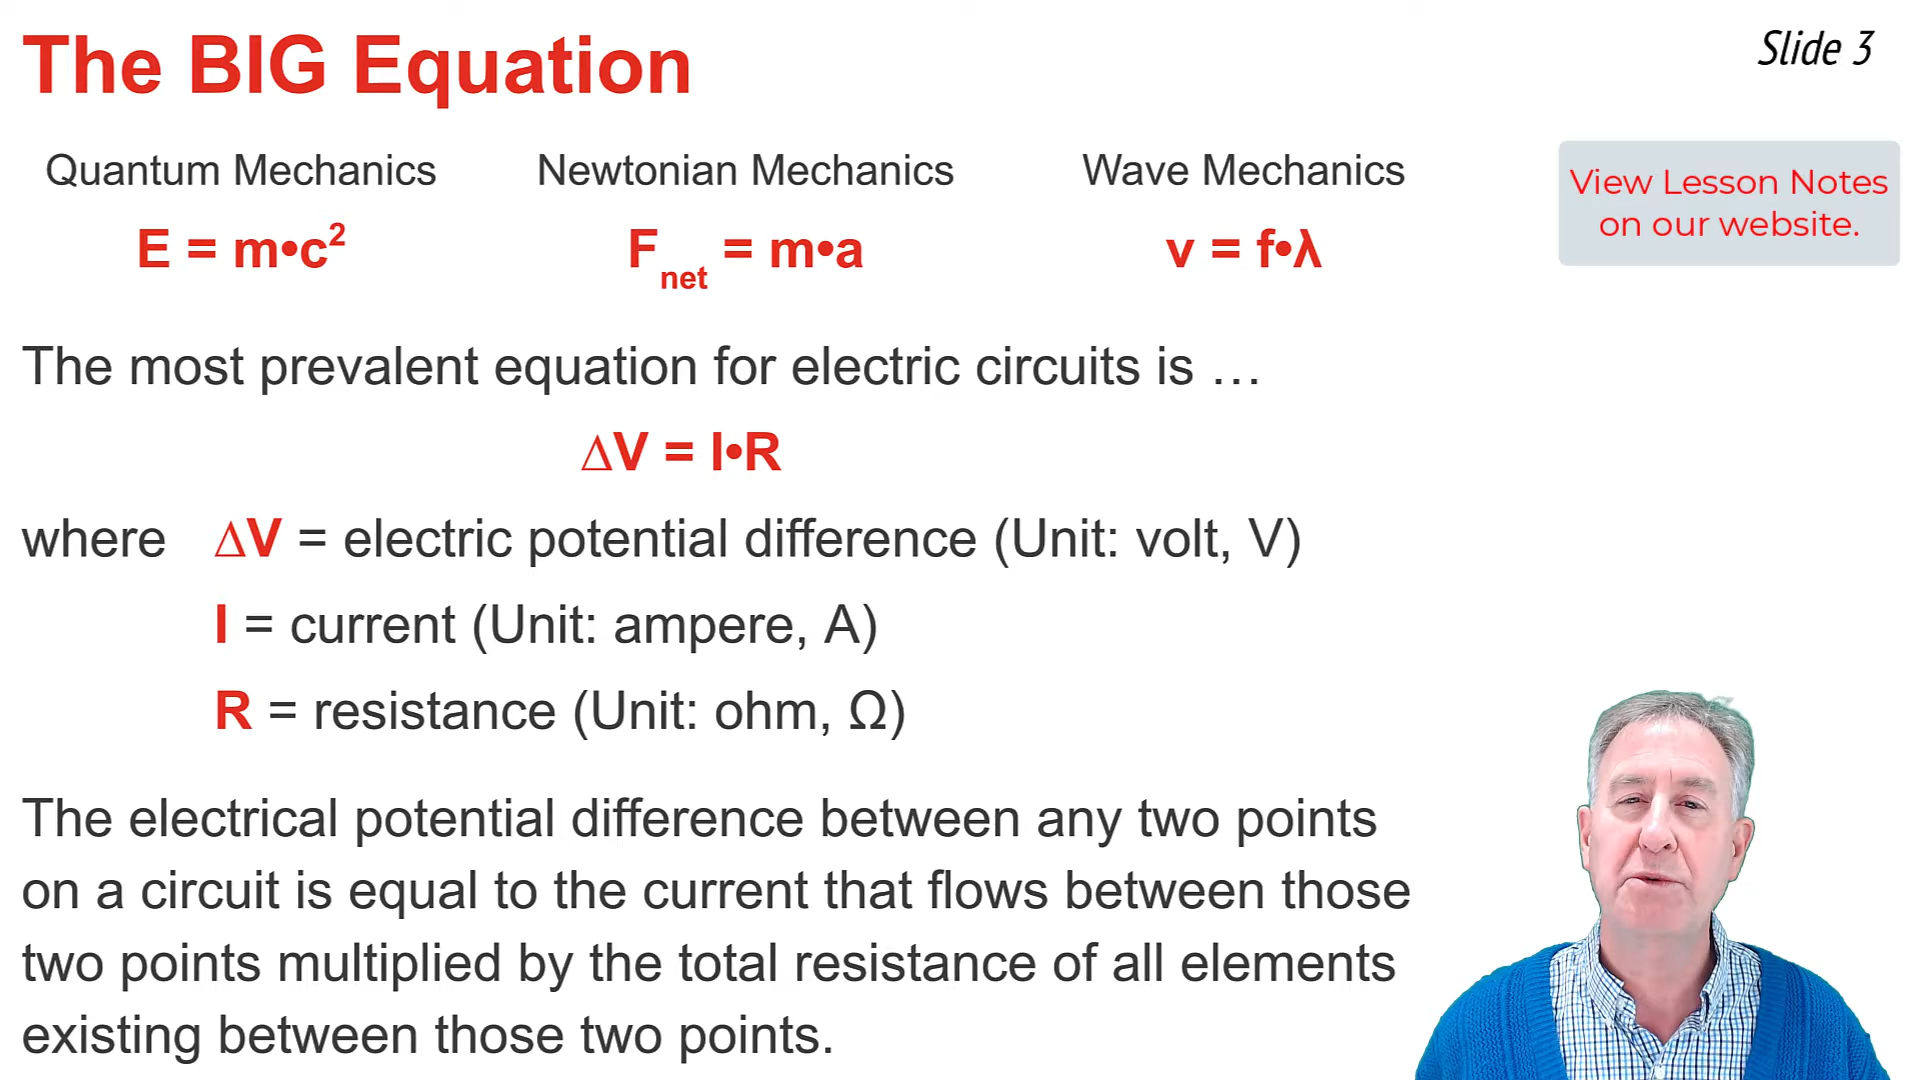 The BIG Equation
Slide 3
Quantum Mechanics
Newtonian Mechanics
Wave Mechanics
E = m•c²
Fnet = m•a
v = f•λ
View Lesson Notes
on our website.
The most prevalent equation for electric circuits is …
∆V = I•R
where ∆V = electric potential difference (Unit: volt, V)
I = current (Unit: ampere, A)
R = resistance (Unit: ohm, Ω)
The electrical potential difference between any two points
on a circuit is equal to the current that flows between those
two points multiplied by the total resistance of all elements
existing between those two points.